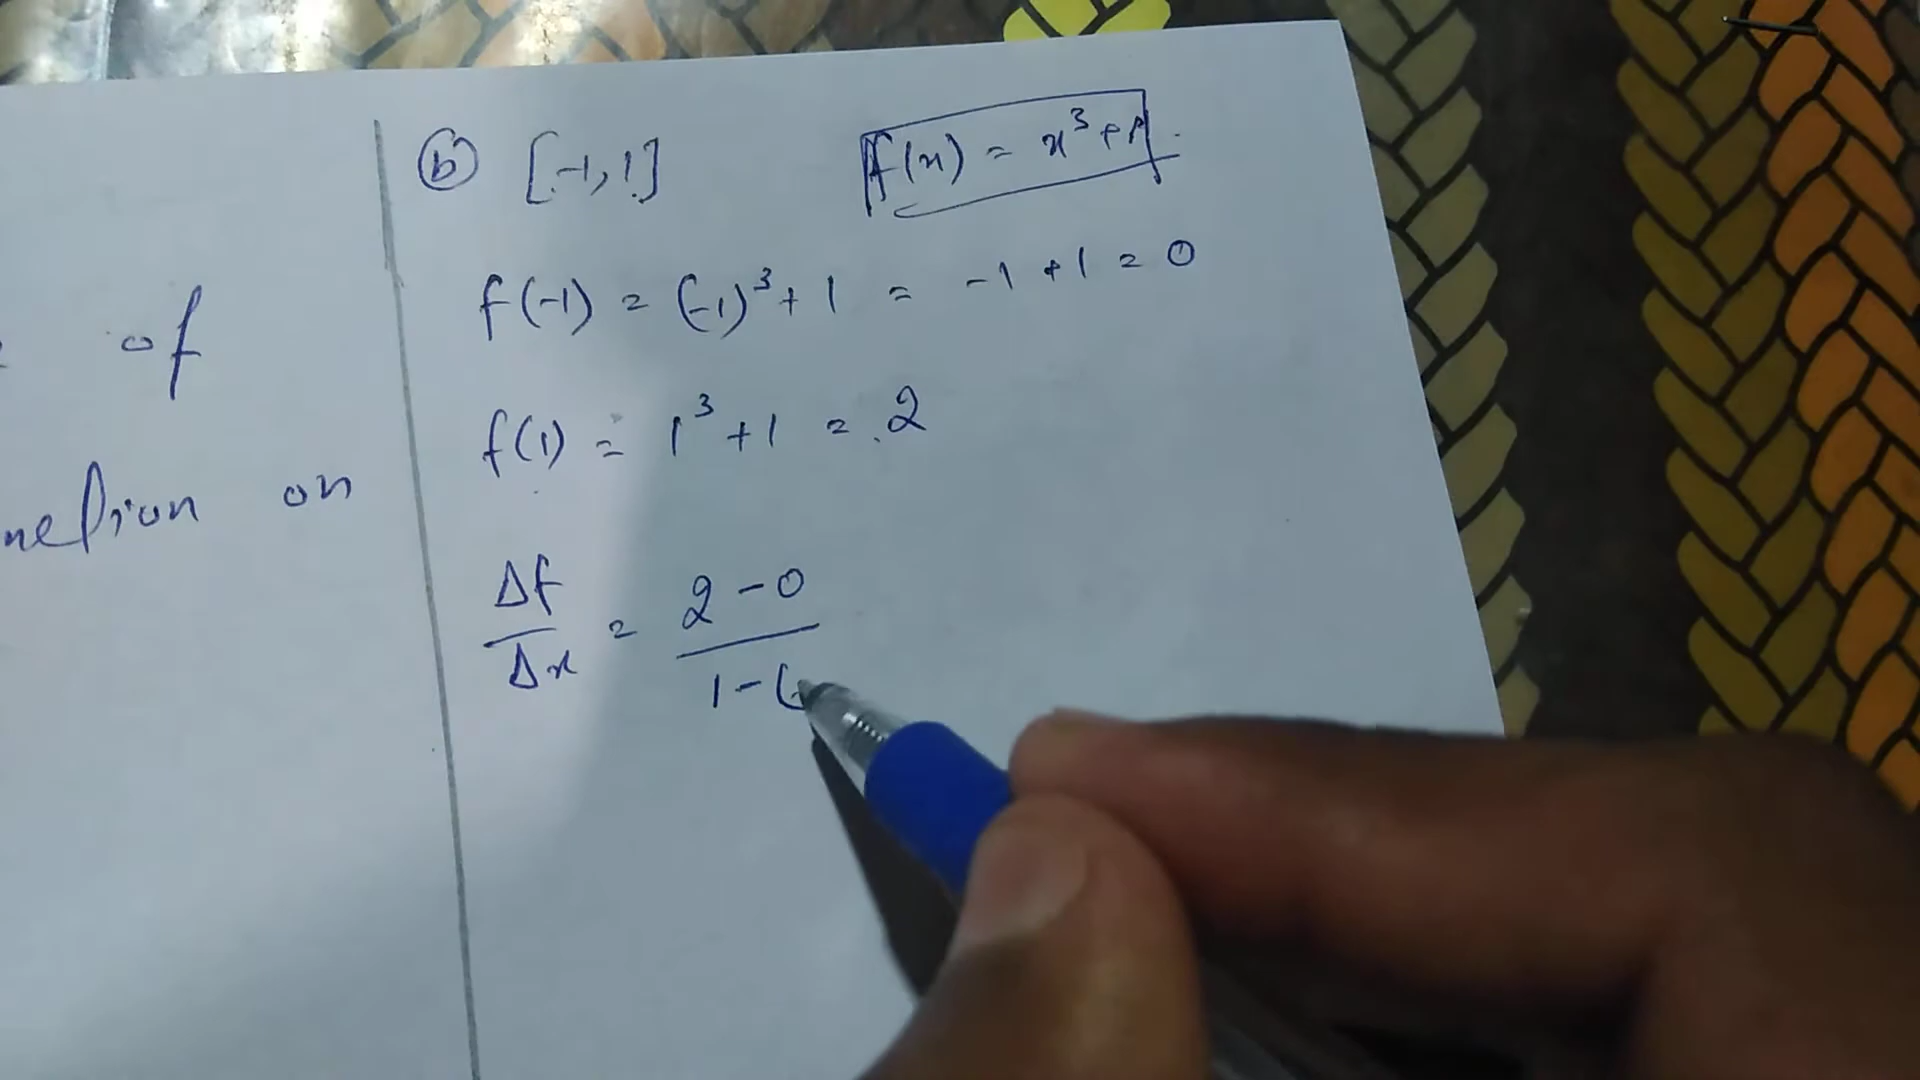 of
on
ⓑ [-1,1] f(x) = x³+1.
f(-1) = (-1)³+1 = -1+1 = 0
f(1) = 1³+1 = 2
Δf/Δx = 2-0/1-(-